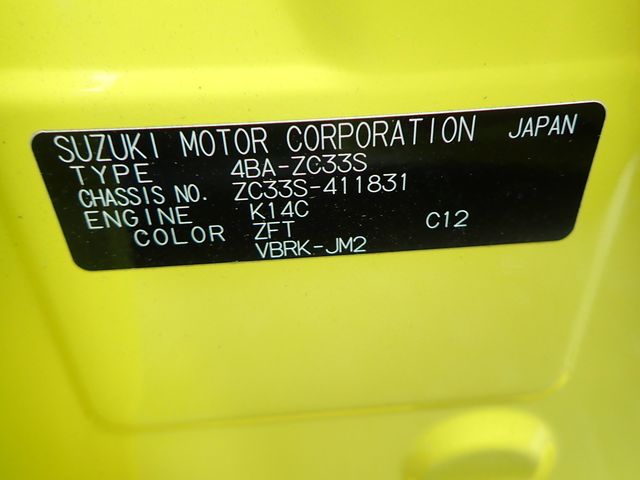 SUZUKI MOTOR CORPORATION JAPAN
TYPE 4BA-ZC33S
CHASSIS NO. ZC33S-411831
ENGINE K14C
COLOR ZFT C12
VBRK-JM2